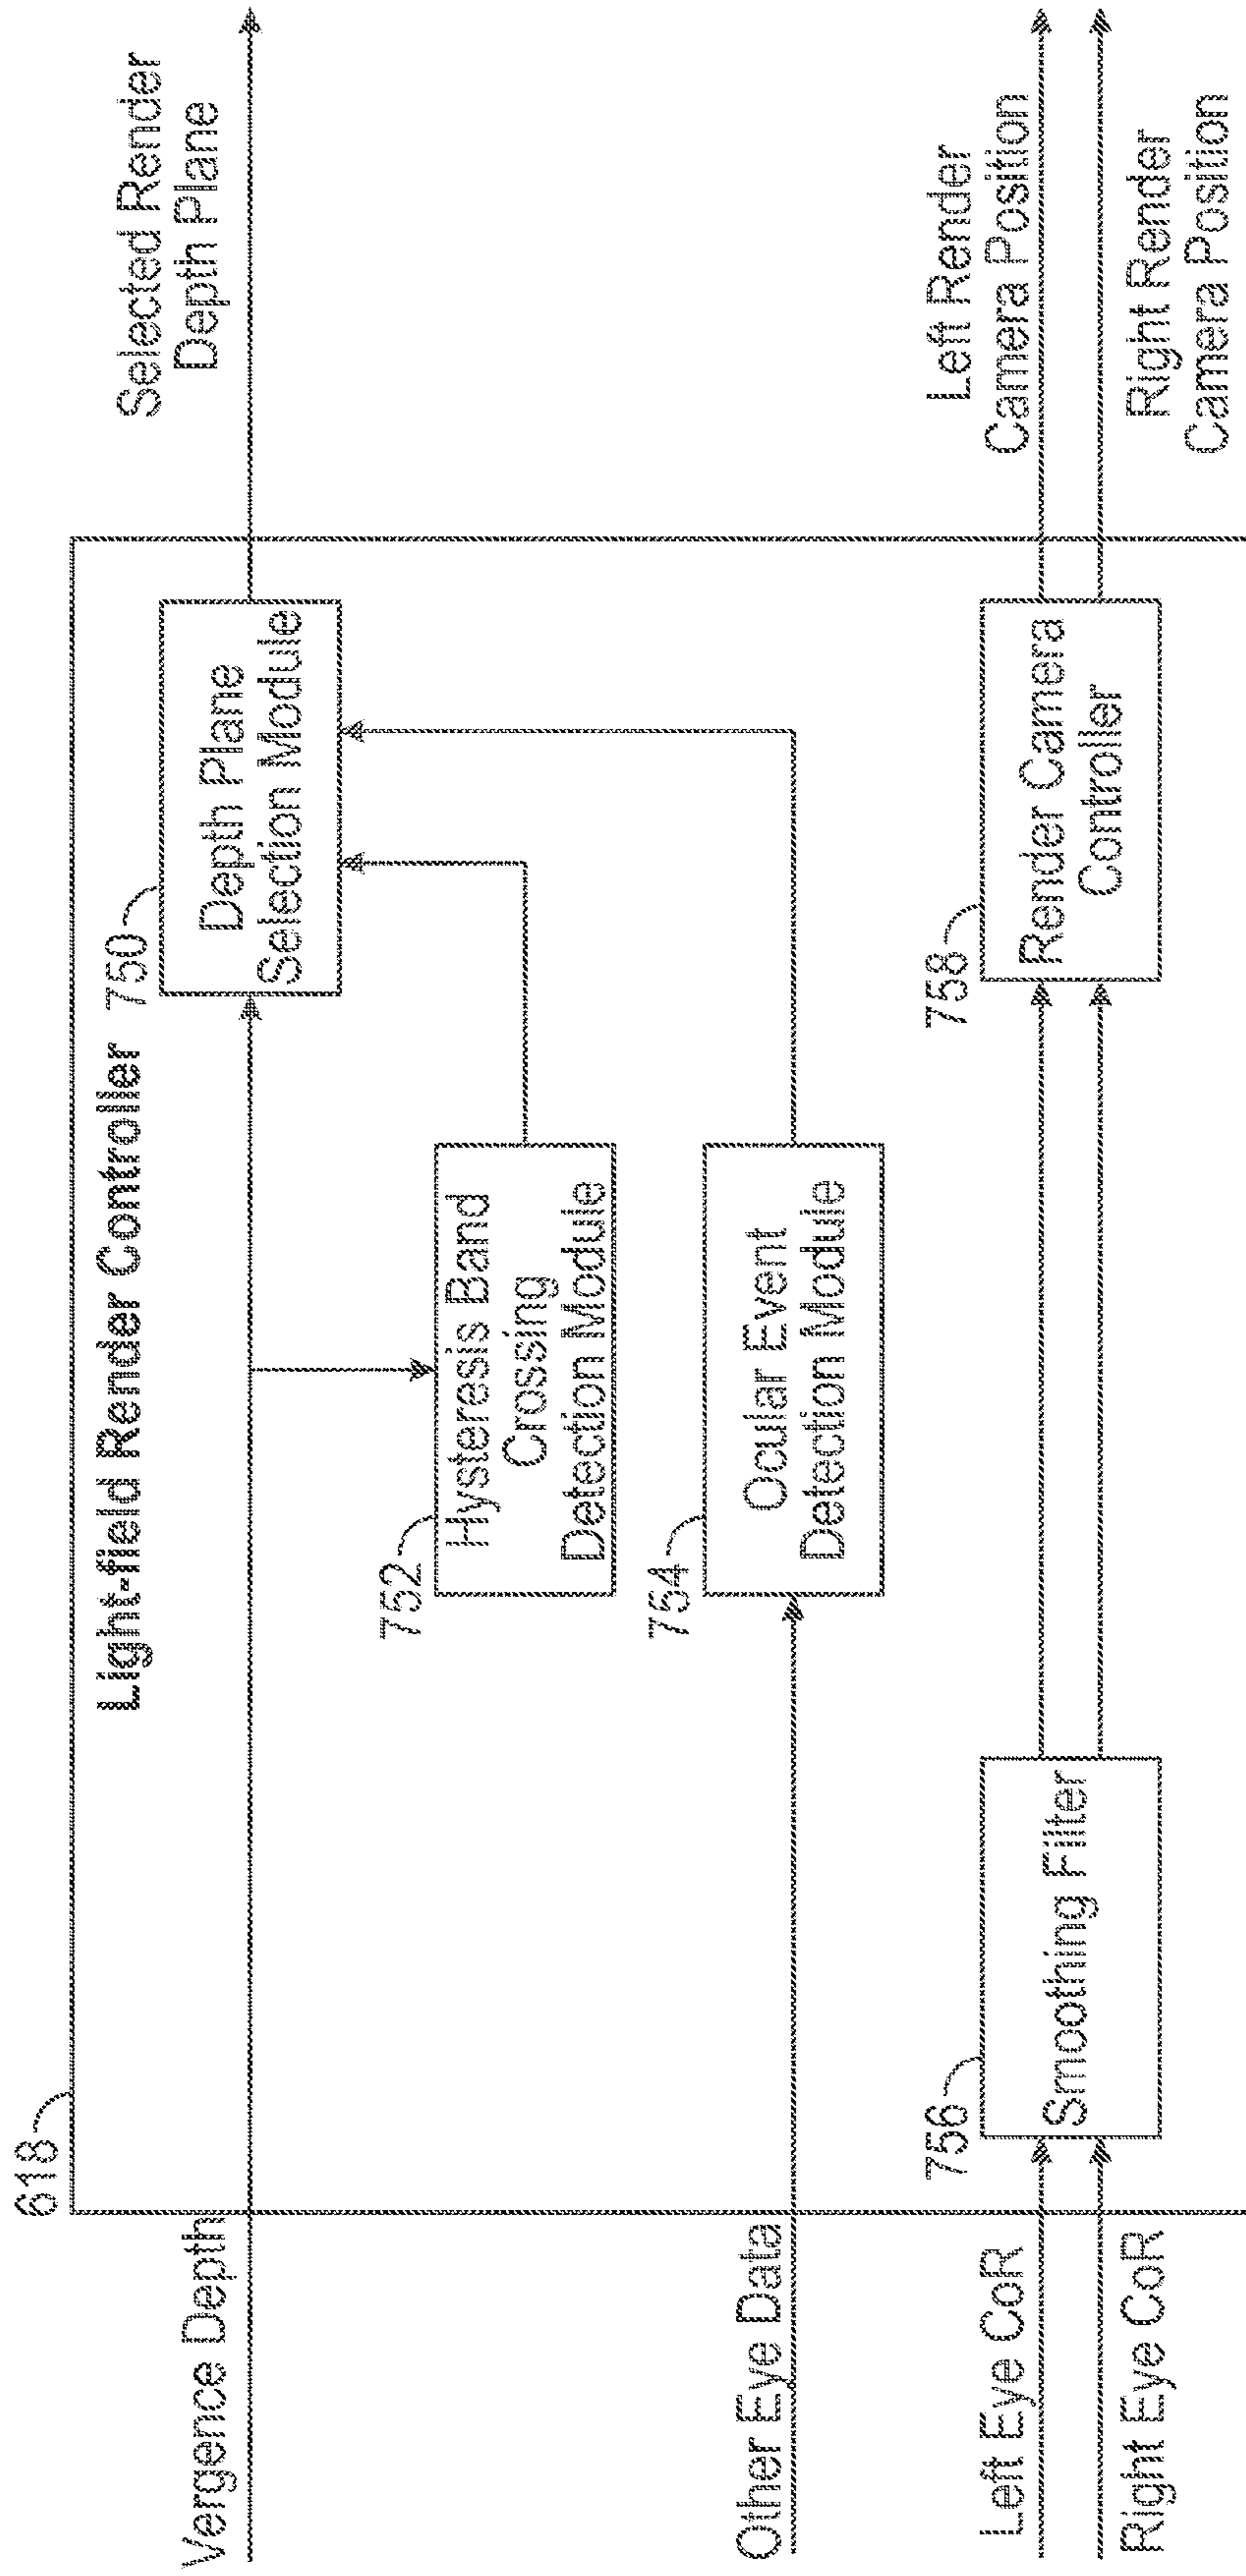 618
Light-field Render Controller
Vergence Depth
750
Depth Plane
Selection Module
Selected Render
Depth Plane
752
Hysteresis Band
Crossing
Detection Module
754
Ocular Event
Detection Module
Other Eye Data
756
Smoothing Filter
Left Eye CoR
Right Eye CoR
758
Render Camera
Controller
Left Render
Camera Position
Right Render
Camera Position